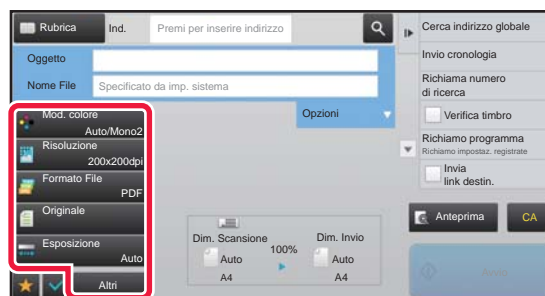 Rubrica
Ind.
Premi per inserire indirizzo
Oggetto
Nome File
Specificato da imp. sistema
Mod. colore
Auto/Mono2
Risoluzione
200x200dpi
Formato File
PDF
Originale
Esposizione
Auto
Altri
Opzioni
Dim. Scansione
100%
Dim. Invio
Auto
A4
Auto
A4
Cerca indirizzo globale
Invio cronologia
Richiama numero
di ricerca
Verifica timbro
Richiamo programma
Richiamo impostaz. registrate
Invia
link destin.
Anteprima
CA
Avvio